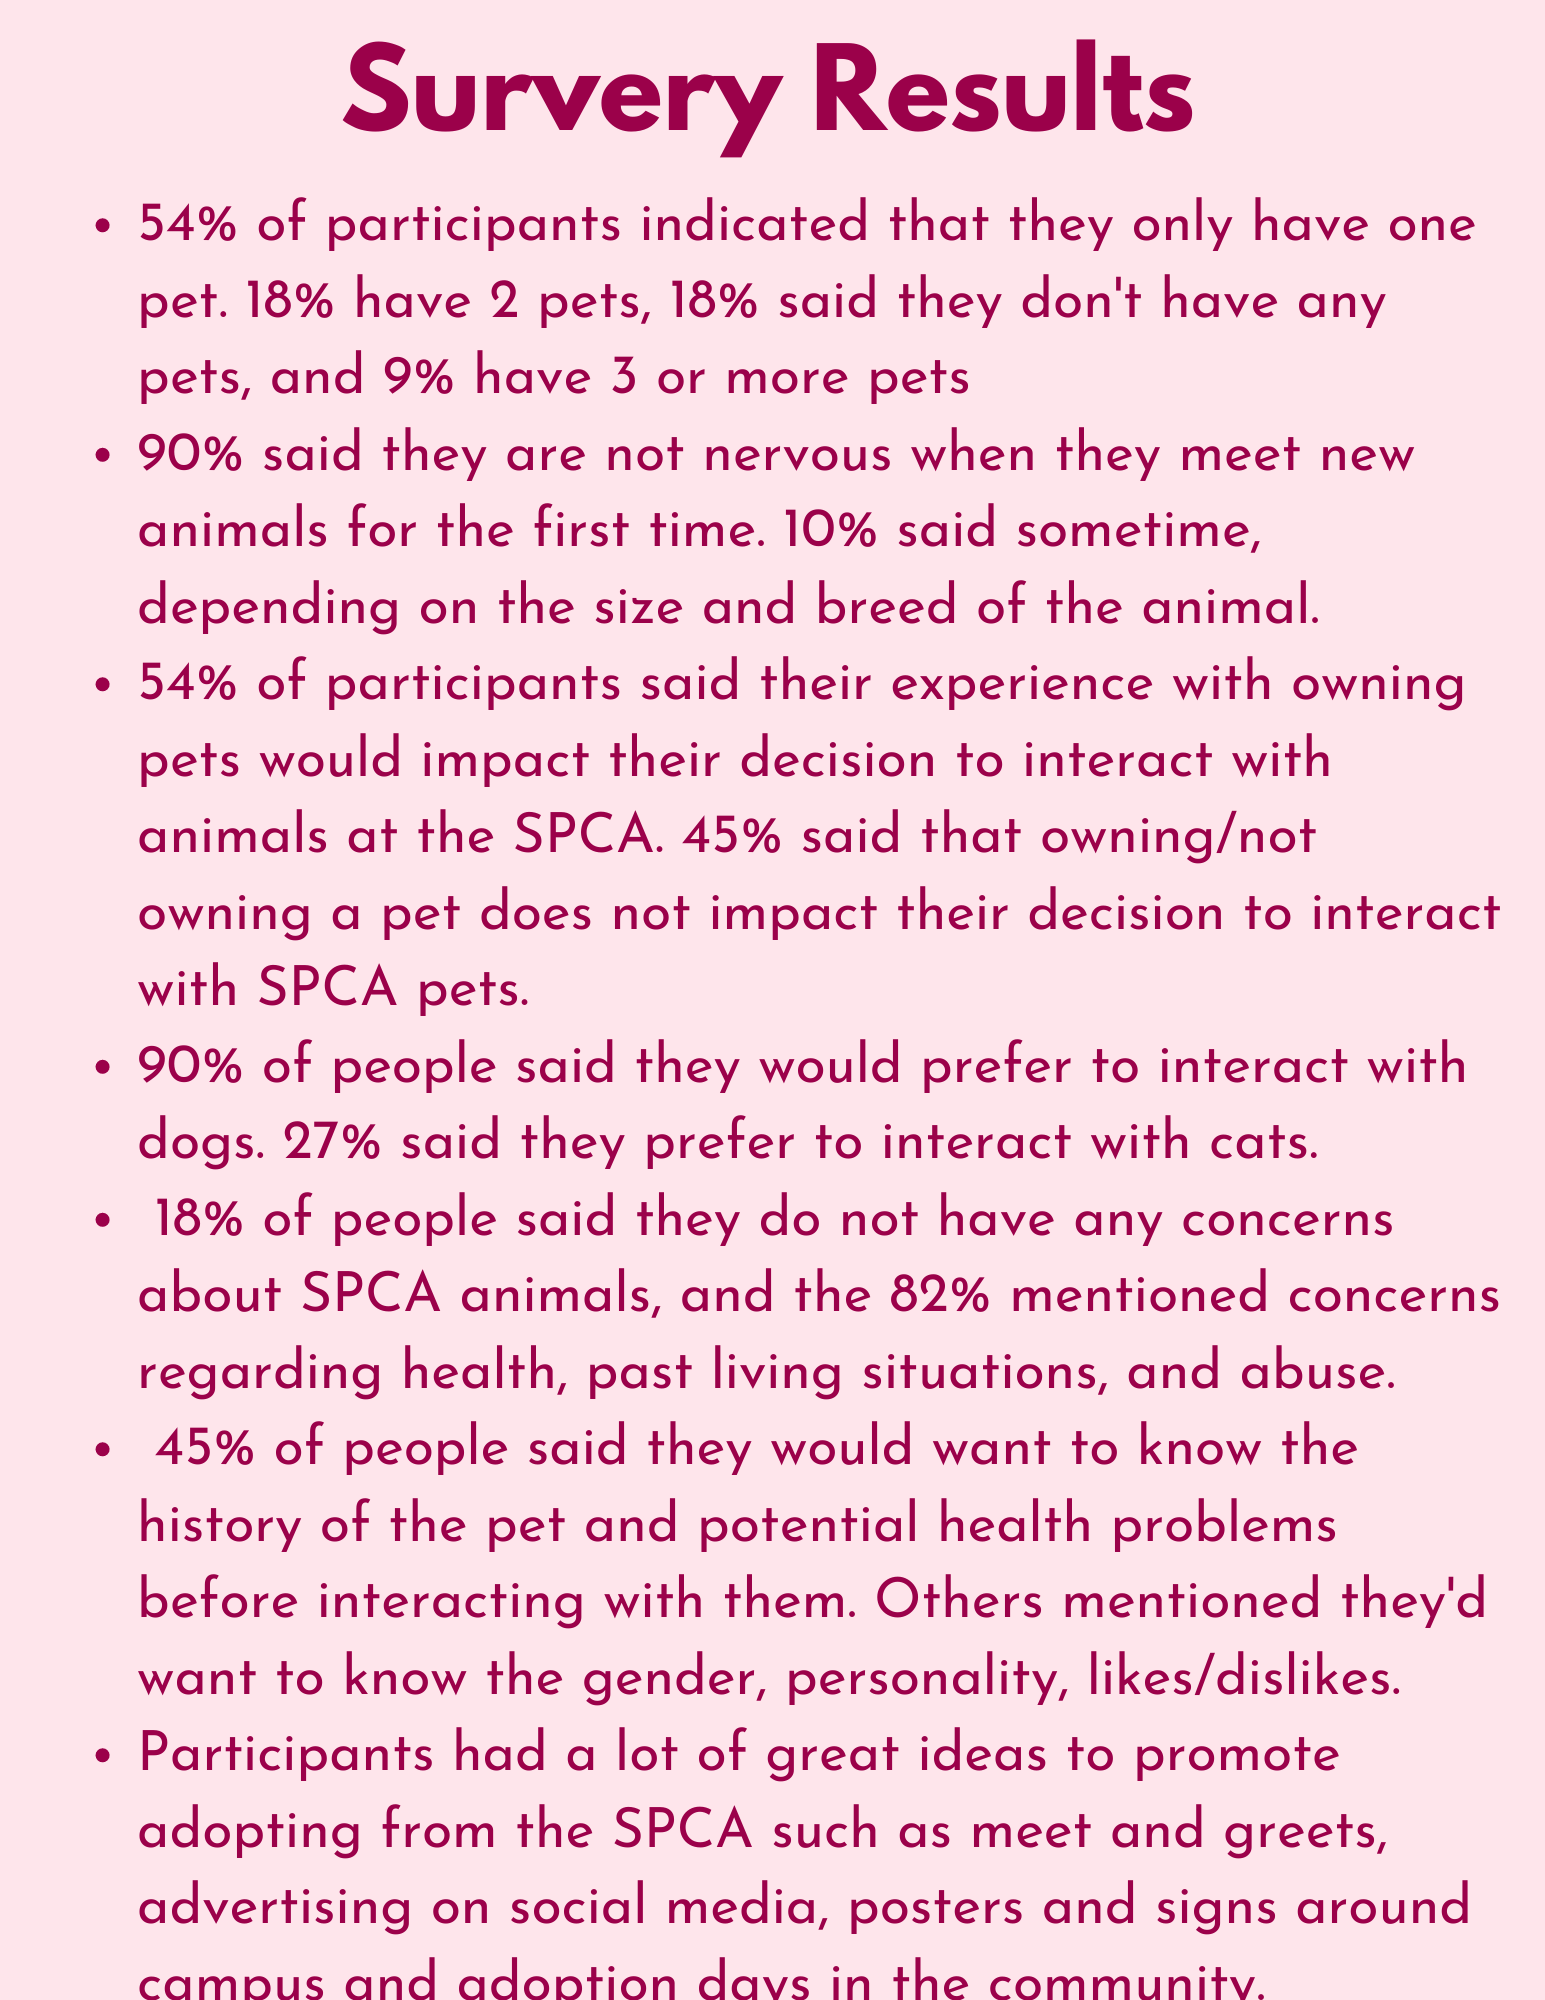 Survery Results
• 54% of participants indicated that they only have one
pet. 18% have 2 pets, 18% said they don't have any
pets, and 9% have 3 or more pets
• 90% said they are not nervous when they meet new
animals for the first time. 10% said sometime,
depending on the size and breed of the animal.
• 54% of participants said their experience with owning
pets would impact their decision to interact with
animals at the SPCA. 45% said that owning/not
owning a pet does not impact their decision to interact
with SPCA pets.
• 90% of people said they would prefer to interact with
dogs. 27% said they prefer to interact with cats.
• 18% of people said they do not have any concerns
about SPCA animals, and the 82% mentioned concerns
regarding health, past living situations, and abuse.
• 45% of people said they would want to know the
history of the pet and potential health problems
before interacting with them. Others mentioned they'd
want to know the gender, personality, likes/dislikes.
• Participants had a lot of great ideas to promote
adopting from the SPCA such as meet and greets,
advertising on social media, posters and signs around
campus and adoption days in the community.